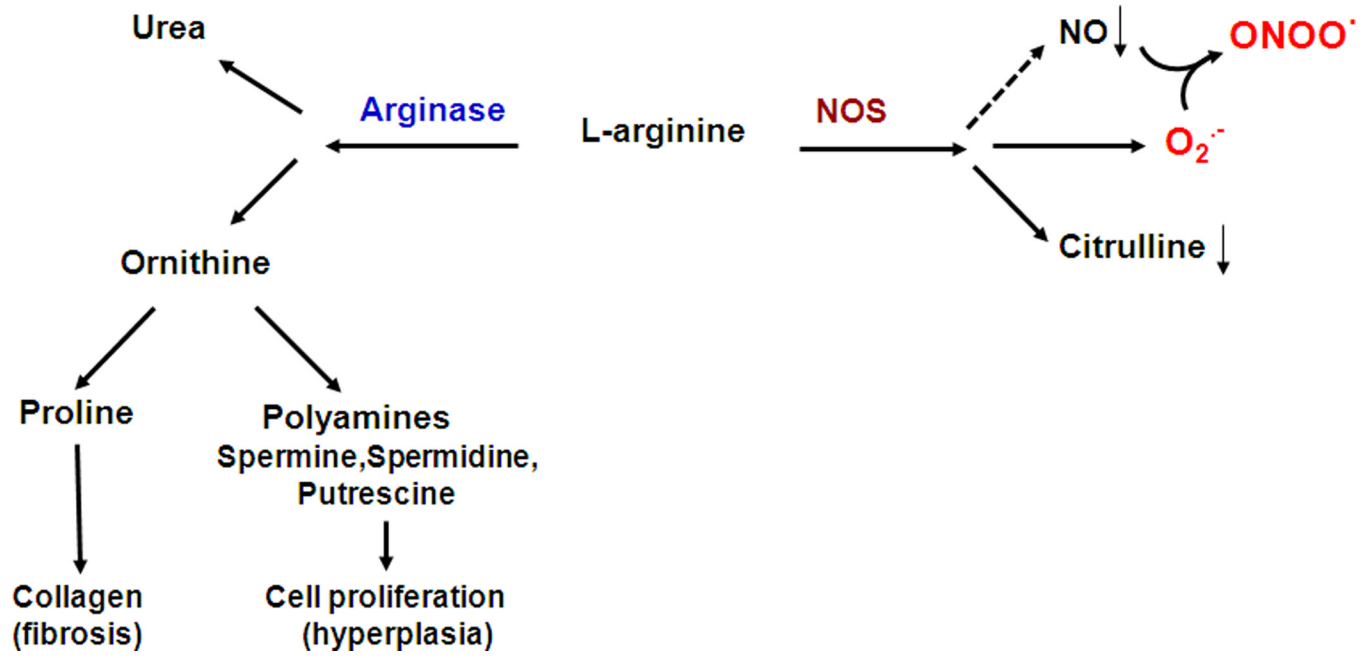 Urea
NO
ONOO˙
Arginase
L-arginine
NOS
O₂˙⁻
Ornithine
Citrulline
Proline
Polyamines
Spermine,Spermidine,
Putrescine
Collagen
(fibrosis)
Cell proliferation
(hyperplasia)